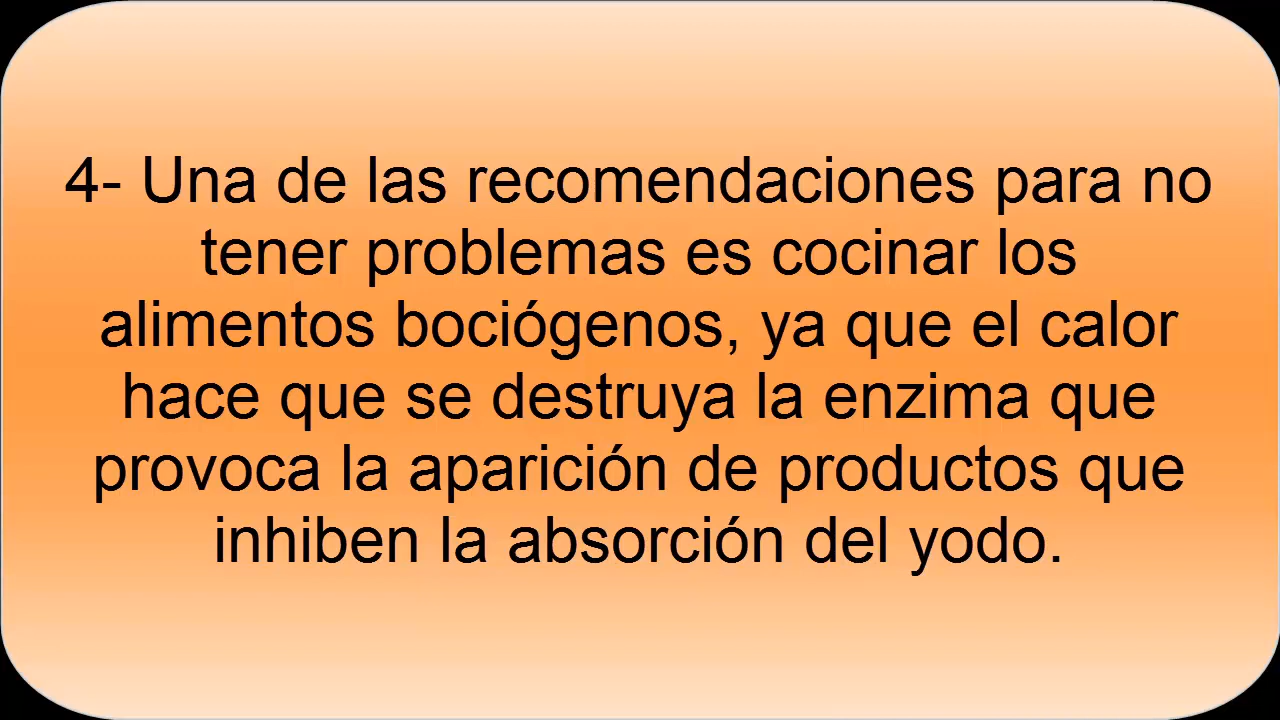 4- Una de las recomendaciones para no
tener problemas es cocinar los
alimentos bociógenos, ya que el calor
hace que se destruya la enzima que
provoca la aparición de productos que
inhiben la absorción del yodo.